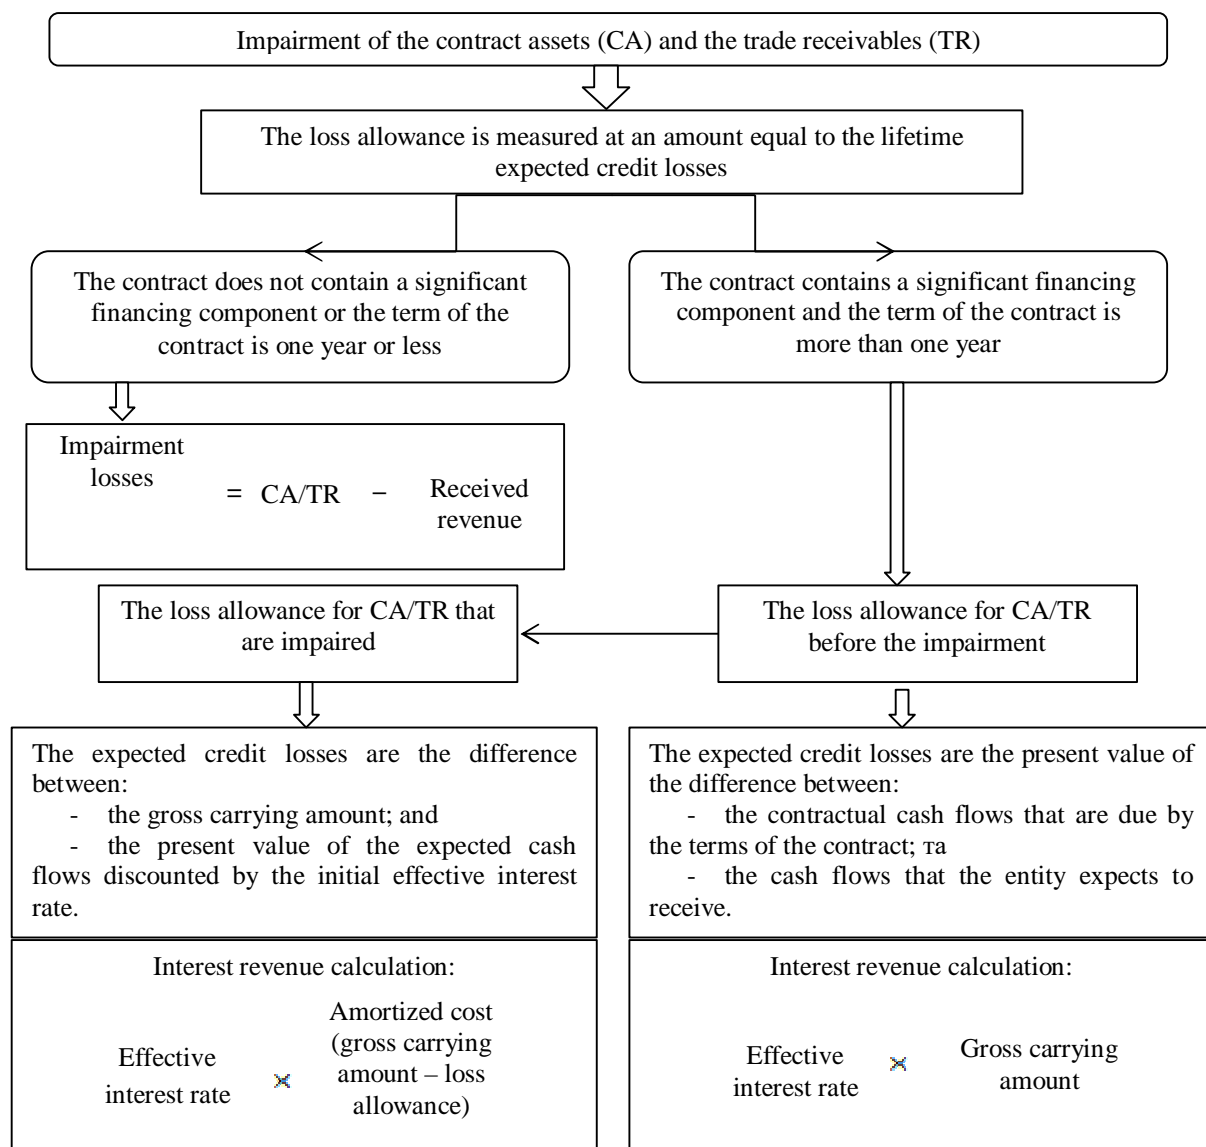 Impairment of the contract assets (CA) and the trade receivables (TR)
The loss allowance is measured at an amount equal to the lifetime
expected credit losses
The contract does not contain a significant
financing component or the term of the
contract is one year or less
The contract contains a significant financing
component and the term of the contract is
more than one year
Impairment
losses
= CA/TR −
Received
revenue
The loss allowance for CA/TR that
are impaired
The loss allowance for CA/TR
before the impairment
The expected credit losses are the difference
between:
- the gross carrying amount; and
- the present value of the expected cash
flows discounted by the initial effective interest
rate.
The expected credit losses are the present value of
the difference between:
- the contractual cash flows that are due by
the terms of the contract; та
- the cash flows that the entity expects to
receive.
Interest revenue calculation:
Effective
interest rate
×
Amortized cost
(gross carrying
amount – loss
allowance)
Interest revenue calculation:
Effective
interest rate
×
Gross carrying
amount